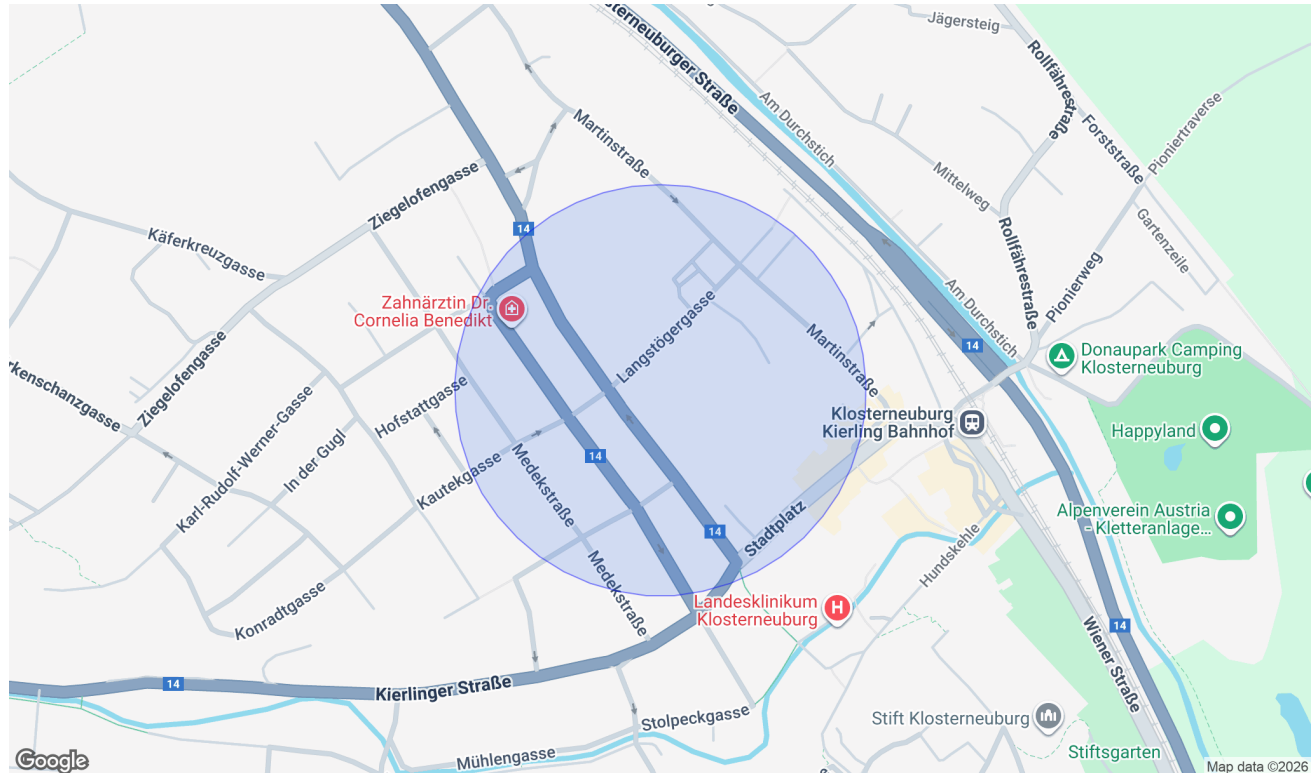 Jägersteig
Rollfährestraße
sterneuburger Straße
Am Durchstich
Forststraße
Pioniertraverse
Martinstraße
Mittelweg
Ziegelofengasse
Rollfährestraße
Gartenzeile
Käferkreuzgasse
14
Pionierweg
Am Durchstich
Zahnärztin Dr.
Cornelia Benedikt
Langstögergasse
Martinstraße
14
Donaupark Camping
Klosterneuburg
Ziegelofengasse
rkenschanzgasse
Hofstattgasse
Karl-Rudolf-Werner-Gasse
In der Gugl
Klosterneuburg
Kierling Bahnhof
Happyland
14
Kautekgasse
Medekstraße
14
Stadtplatz
Alpenverein Austria
- Kletteranlage...
Hundskehle
Medekstraße
Konradtgasse
Landesklinikum
Klosterneuburg
H
14
Wiener Straße
14
Kierlinger Straße
Stolpeckgasse
Stift Klosterneuburg
Mühlengasse
Stiftsgarten
Google
Map data ©2026